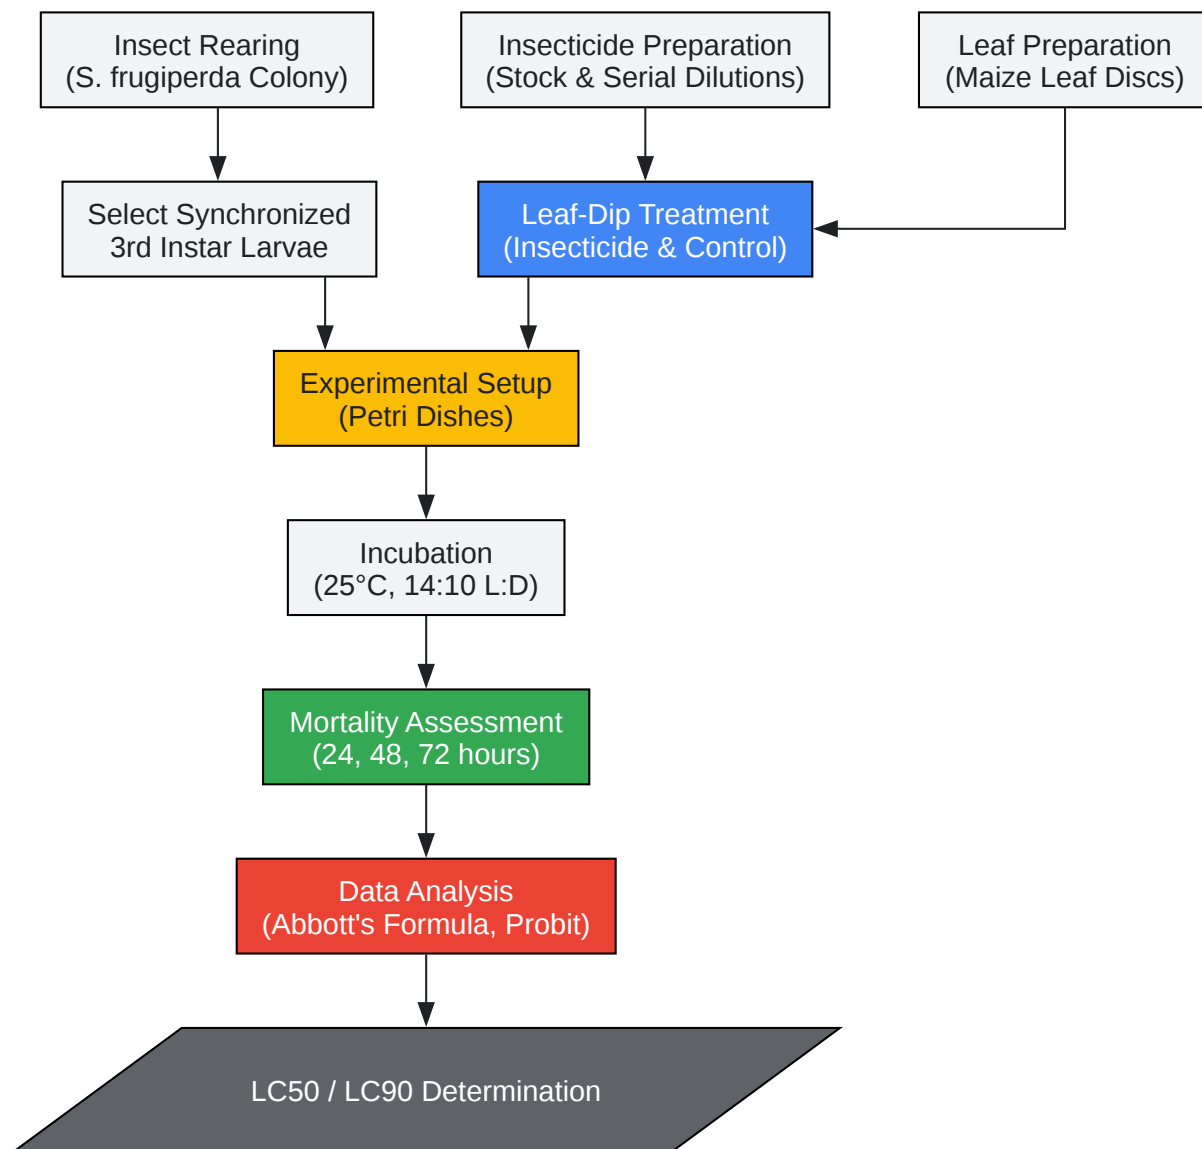 Insect Rearing
(S. frugiperda Colony)
Insecticide Preparation
(Stock & Serial Dilutions)
Leaf Preparation
(Maize Leaf Discs)
Select Synchronized
3rd Instar Larvae
Leaf-Dip Treatment
(Insecticide & Control)
Experimental Setup
(Petri Dishes)
Incubation
(25°C, 14:10 L:D)
Mortality Assessment
(24, 48, 72 hours)
Data Analysis
(Abbott's Formula, Probit)
LC50 / LC90 Determination